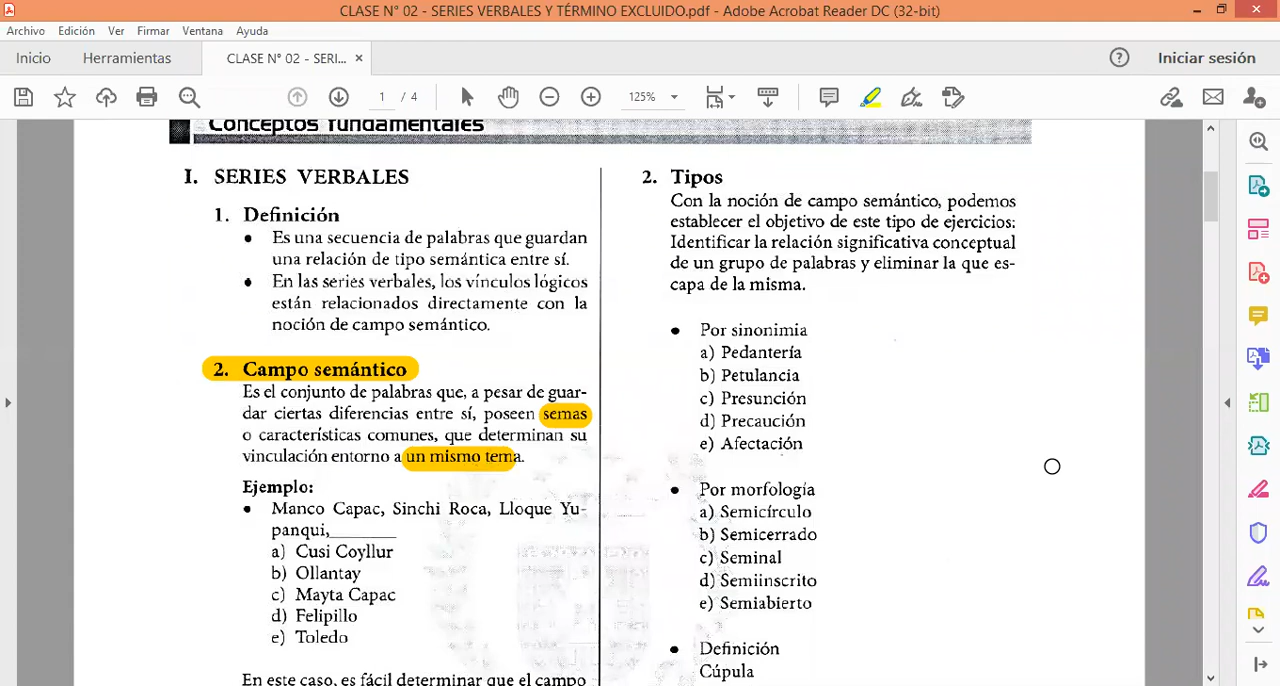 CLASE N° 02 - SERIES VERBALES Y TÉRMINO EXCLUIDO.pdf - Adobe Acrobat Reader DC (32-bit)
Archivo Edición Ver Firmar Ventana Ayuda
Inicio Herramientas CLASE N° 02 - SERI... × Iniciar sesión
1 / 4 125%
Conceptos fundamentales
I. SERIES VERBALES
1. Definición
• Es una secuencia de palabras que guardan
una relación de tipo semántica entre sí.
• En las series verbales, los vínculos lógicos
están relacionados directamente con la
noción de campo semántico.
2. Campo semántico
Es el conjunto de palabras que, a pesar de guar-
dar ciertas diferencias entre sí, poseen semas
o características comunes, que determinan su
vinculación entorno a un mismo tema.
Ejemplo:
• Manco Capac, Sinchi Roca, Lloque Yu-
panqui,________
a) Cusi Coyllur
b) Ollantay
c) Mayta Capac
d) Felipillo
e) Toledo
En este caso, es fácil determinar que el campo
2. Tipos
Con la noción de campo semántico, podemos
establecer el objetivo de este tipo de ejercicios:
Identificar la relación significativa conceptual
de un grupo de palabras y eliminar la que es-
capa de la misma.
• Por sinonimia
a) Pedantería
b) Petulancia
c) Presunción
d) Precaución
e) Afectación
• Por morfología
a) Semicírculo
b) Semicerrado
c) Seminal
d) Semiinscrito
e) Semiabierto
• Definición
Cúpula